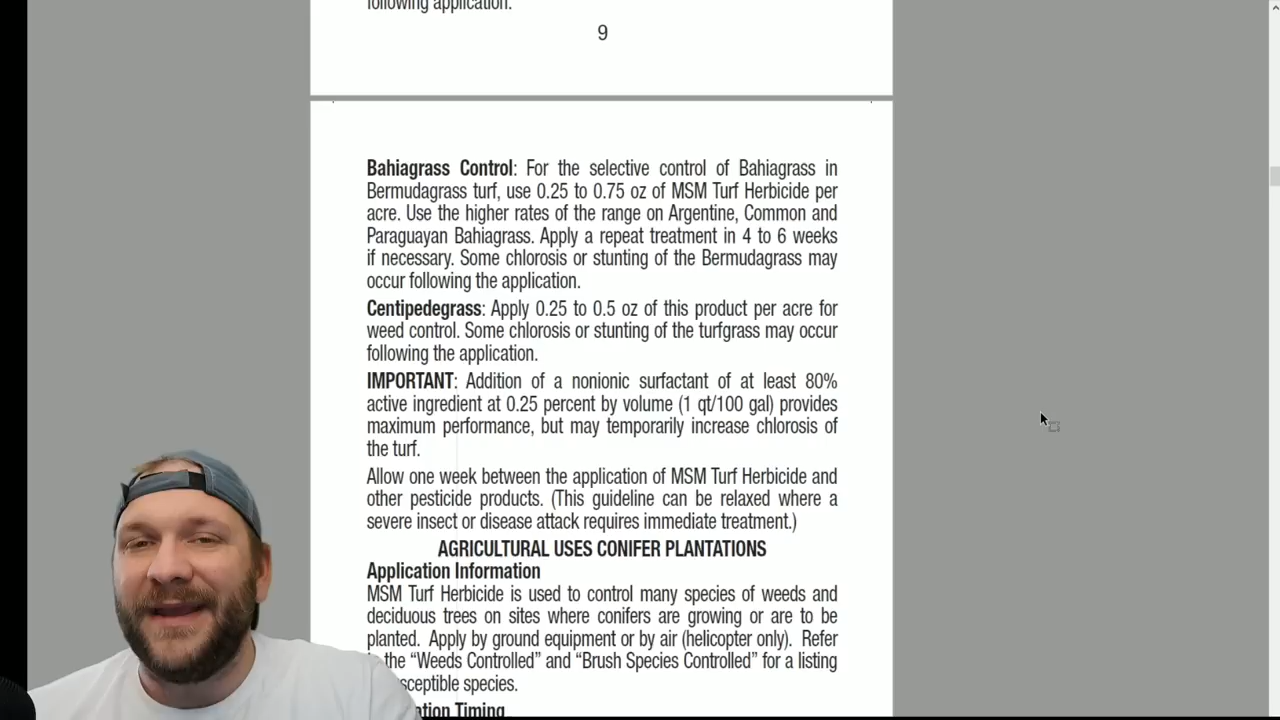 following application.
9
Bahiagrass Control: For the selective control of Bahiagrass in
Bermudagrass turf, use 0.25 to 0.75 oz of MSM Turf Herbicide per
acre. Use the higher rates of the range on Argentine, Common and
Paraguayan Bahiagrass. Apply a repeat treatment in 4 to 6 weeks
if necessary. Some chlorosis or stunting of the Bermudagrass may
occur following the application.
Centipedegrass: Apply 0.25 to 0.5 oz of this product per acre for
weed control. Some chlorosis or stunting of the turfgrass may occur
following the application.
IMPORTANT: Addition of a nonionic surfactant of at least 80%
active ingredient at 0.25 percent by volume (1 qt/100 gal) provides
maximum performance, but may temporarily increase chlorosis of
the turf.
Allow one week between the application of MSM Turf Herbicide and
other pesticide products. (This guideline can be relaxed where a
severe insect or disease attack requires immediate treatment.)
AGRICULTURAL USES CONIFER PLANTATIONS
Application Information
MSM Turf Herbicide is used to control many species of weeds and
deciduous trees on sites where conifers are growing or are to be
planted. Apply by ground equipment or by air (helicopter only). Refer
the “Weeds Controlled” and “Brush Species Controlled” for a listing
species.
Timing